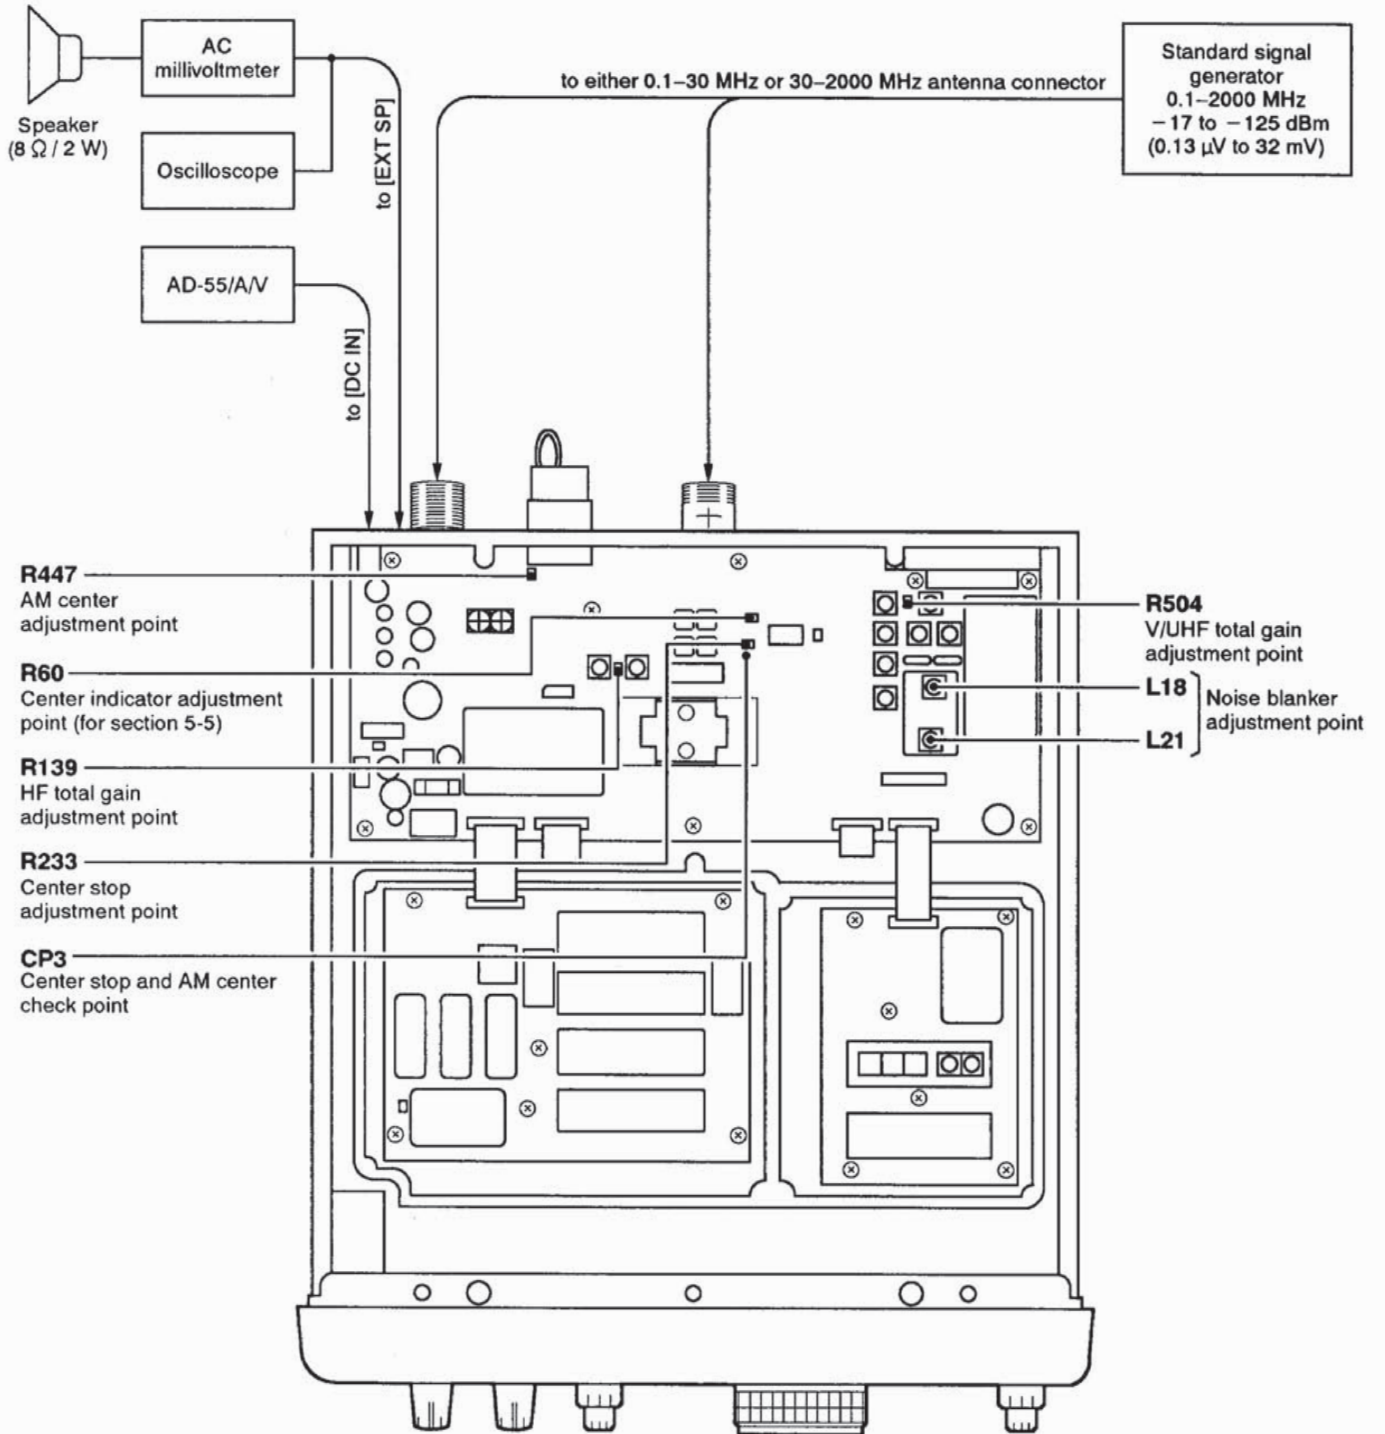 AC
millivoltmeter
Speaker
(8 Ω / 2 W)
Oscilloscope
to [EXT SP]
AD-55/A/V
to [DC IN]
to either 0.1–30 MHz or 30–2000 MHz antenna connector
Standard signal
generator
0.1–2000 MHz
−17 to −125 dBm
(0.13 µV to 32 mV)
R447
AM center
adjustment point
R60
Center indicator adjustment
point (for section 5-5)
R139
HF total gain
adjustment point
R233
Center stop
adjustment point
CP3
Center stop and AM center
check point
R504
V/UHF total gain
adjustment point
L18
L21
Noise blanker
adjustment point